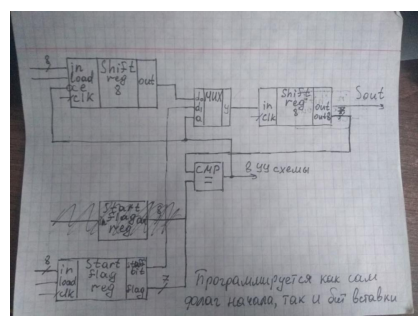 8
in
load
ce
clk
Shift
reg
8
out
MUX
y
in
clk
Shift
reg
8
out
Sout
7
CMP
=
В УУ схемы
Start
flag
reg
8
in
load
clk
Start
flag
reg
bit
flag
7
Программируется как сам
флаг начала, так и бит вставки